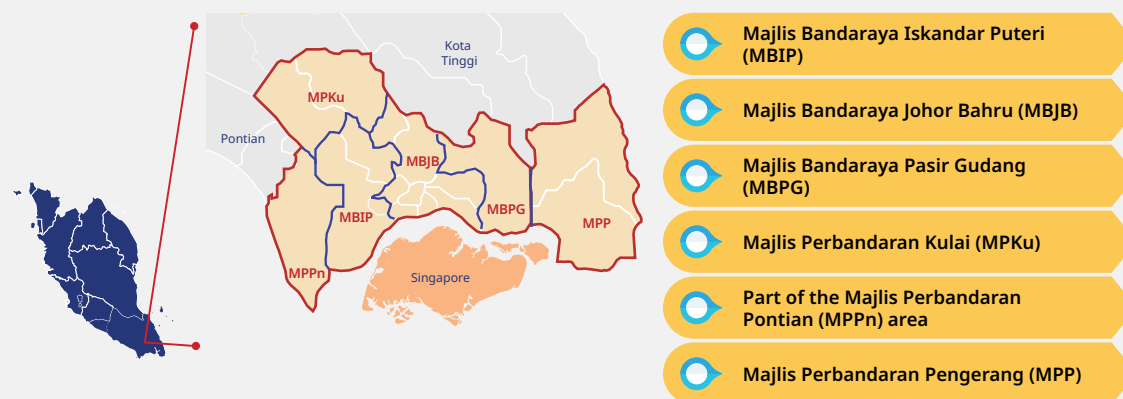 Kota
Tinggi
MPKu
Pontian
MBJB
MBIP
MBPG
MPP
MPPn
Singapore
Majlis Bandaraya Iskandar Puteri
(MBIP)
Majlis Bandaraya Johor Bahru (MBJB)
Majlis Bandaraya Pasir Gudang
(MBPG)
Majlis Perbandaran Kulai (MPKu)
Part of the Majlis Perbandaran
Pontian (MPPn) area
Majlis Perbandaran Pengerang (MPP)